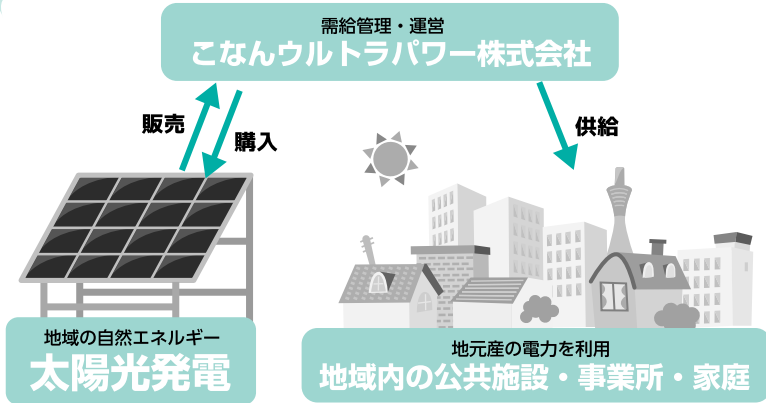 需給管理・運営
こなんウルトラパワー株式会社
販売
購入
供給
地域の自然エネルギー
太陽光発電
地元産の電力を利用
地域内の公共施設・事業所・家庭